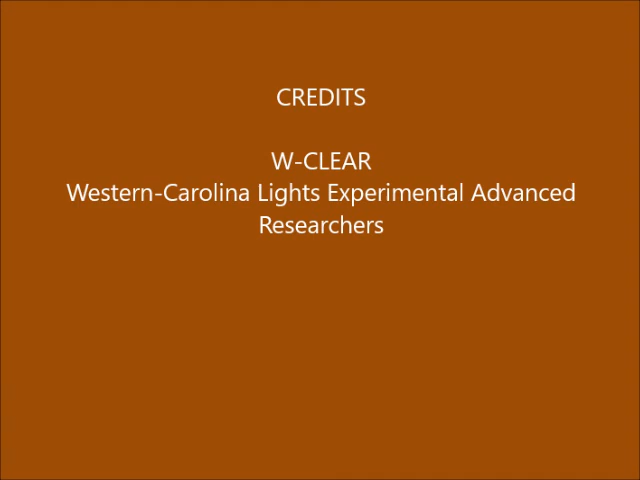 CREDITS
W-CLEAR
Western-Carolina Lights Experimental Advanced
Researchers